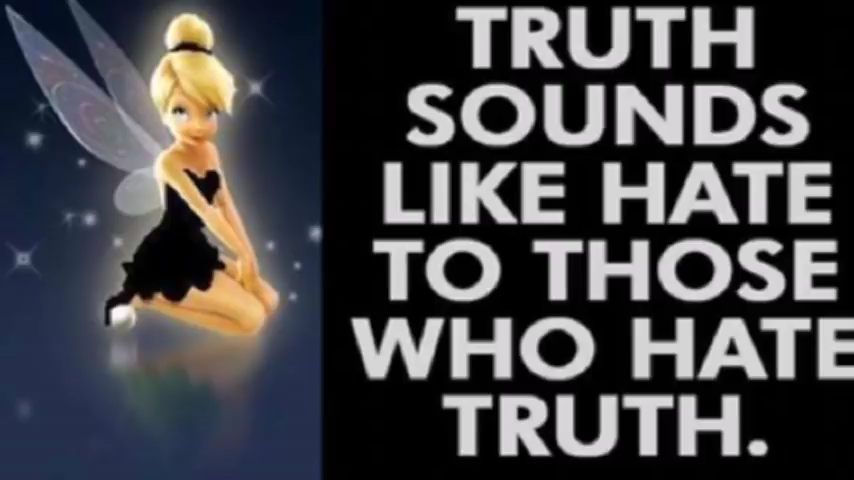 TRUTH
SOUNDS
LIKE HATE
TO THOSE
WHO HATE
TRUTH.